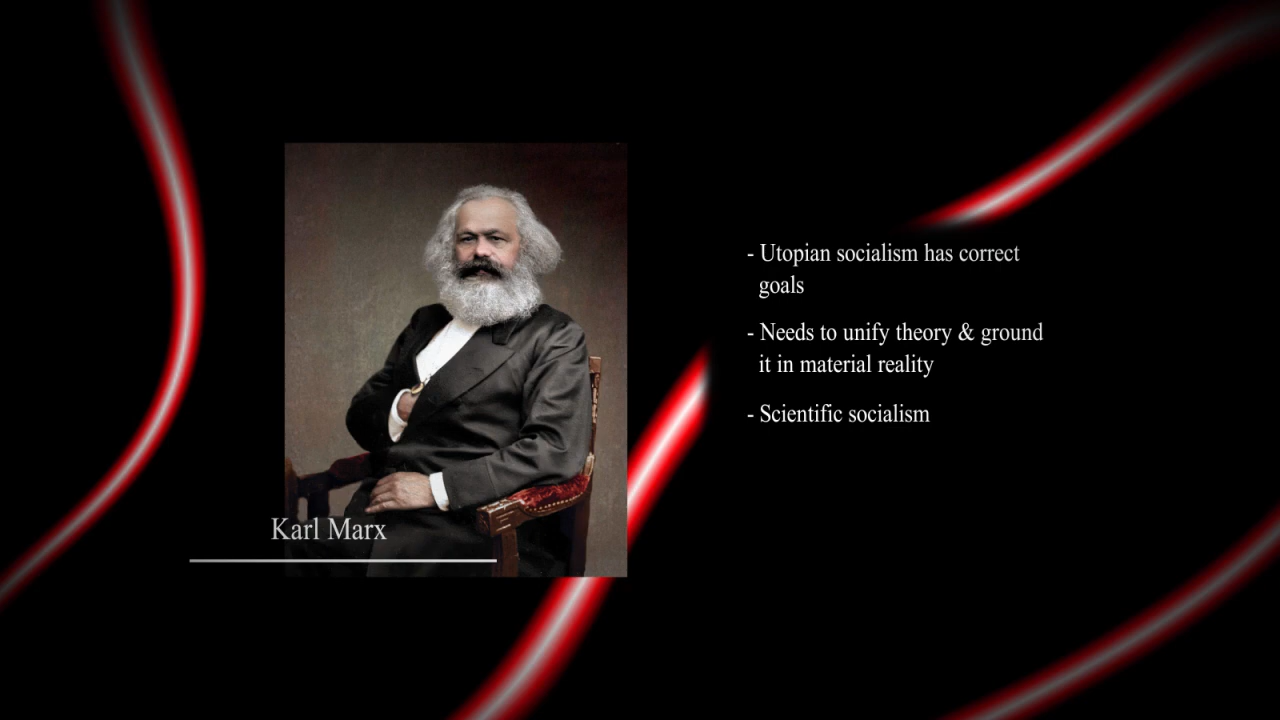 - Utopian socialism has correct
goals
- Needs to unify theory & ground
it in material reality
- Scientific socialism
Karl Marx